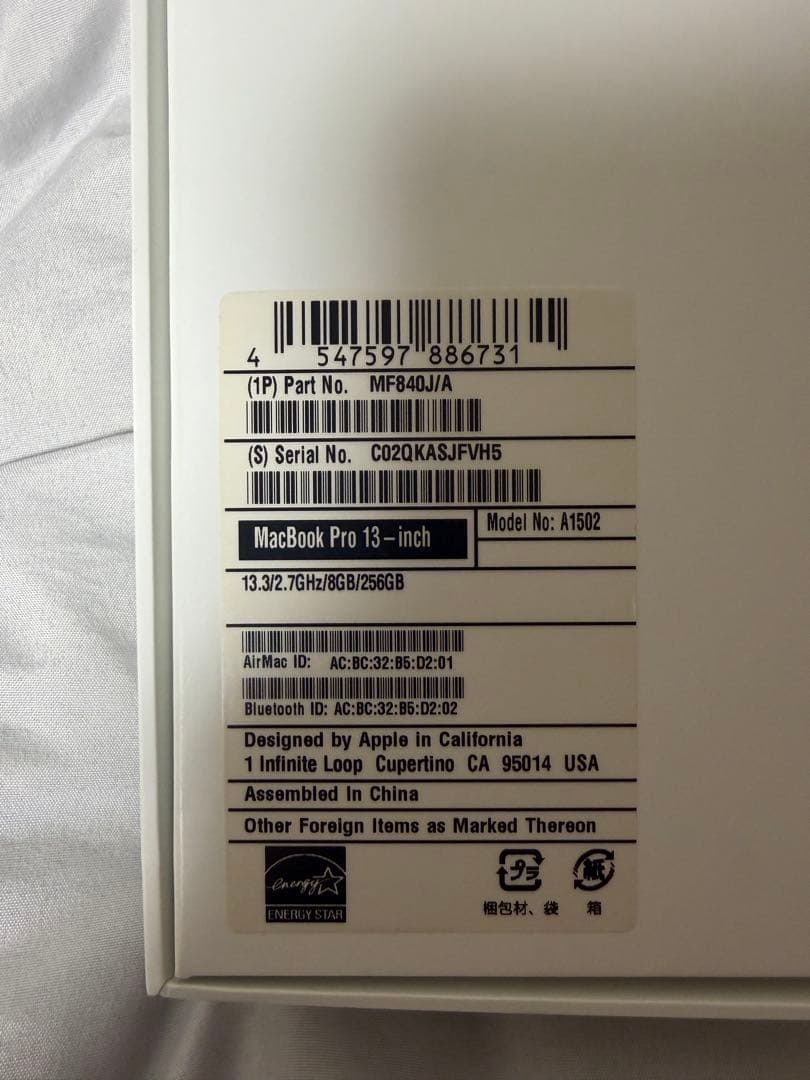 4 547597 886731
(1P) Part No. MF840J/A
(S) Serial No. C02QKASJFVH5
MacBook Pro 13-inch
Model No: A1502
13.3/2.7GHz/8GB/256GB
AirMac ID: AC:BC:32:B5:D2:01
Bluetooth ID: AC:BC:32:B5:D2:02
Designed by Apple in California
1 Infinite Loop Cupertino CA 95014 USA
Assembled In China
Other Foreign Items as Marked Thereon
energy
ENERGY STAR
プラ
紙
梱包材、袋
箱